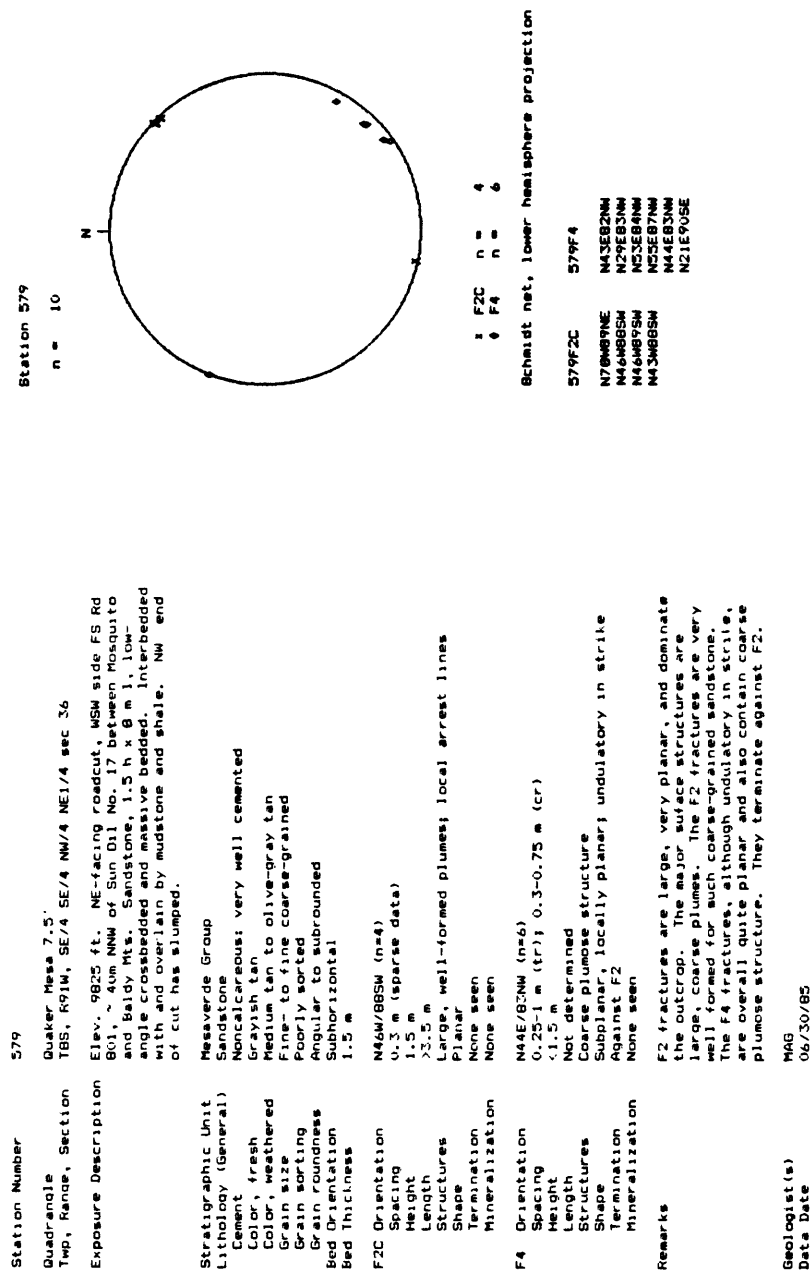 Station Number 579
Quadrangle Quaker Mesa 7.5'
Twp, Range, Section T8S, R91W, SE/4 SE/4 NW/4 NE1/4 sec 36
Exposure Description Elev. 9825 ft. NE-facing roadcut, WSW side FS Rd
801, ~ 4um NNW of Sun Oil No. 17 between Mosquito
and Baldy Mts. Sandstone, 1.5 h x 8 m l, low-
angle crossbedded and massive bedded. Interbedded
with and overlain by mudstone and shale. NW end
of cut has slumped.
Stratigraphic Unit Mesaverde Group
Lithology (General) Sandstone
Cement Noncalcareous; very well cemented
Color, fresh Grayish tan
Color, weathered Medium tan to olive-gray tan
Grain size Fine- to fine coarse-grained
Grain sorting Poorly sorted
Grain roundness Angular to subrounded
Bed Orientation Subhorizontal
Bed Thickness 1.5 m
F2C Orientation N46W/88SW (n=4)
Spacing 0.3 m (sparse data)
Height 1.5 m
Length >3.5 m
Structures Large, well-formed plumes; local arrest lines
Shape Planar
Termination None seen
Mineralization None seen
F4 Orientation N44E/83NW (n=6)
Spacing 0.25-1 m (tr); 0.3-0.75 m (cr)
Height <1.5 m
Length Not determined
Structures Coarse plumose structure
Shape Subplanar, locally planar; undulatory in strike
Termination Against F2
Mineralization None seen
Remarks F2 fractures are large, very planar, and dominate
the outcrop. The major suface structures are
large, coarse plumes. The F2 fractures are very
well formed for such coarse-grained sandstone.
The F4 fractures, although undulatory in strike,
are overall quite planar and also contain coarse
plumose structure. They terminate against F2.
Geologist(s) MAG
Data Date 06/30/85
Station 579
n = 10
N
x F2C n = 4
♦ F4 n = 6
Schmidt net, lower hemisphere projection
579F2C 579F4
N78W89NE N43E82NW
N46W88SW N29E83NW
N46W89SW N53E84NW
N43W88SW N55E87NW
N44E83NW
N21E90SE